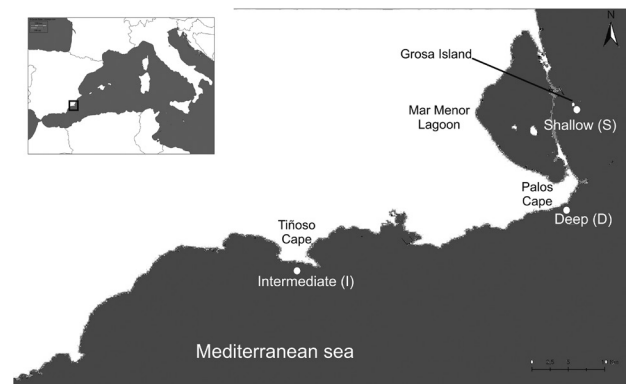 N
Grosa Island
Mar Menor
Lagoon
Shallow (S)
Palos
Cape
Deep (D)
Tiñoso
Cape
Intermediate (I)
Mediterranean sea